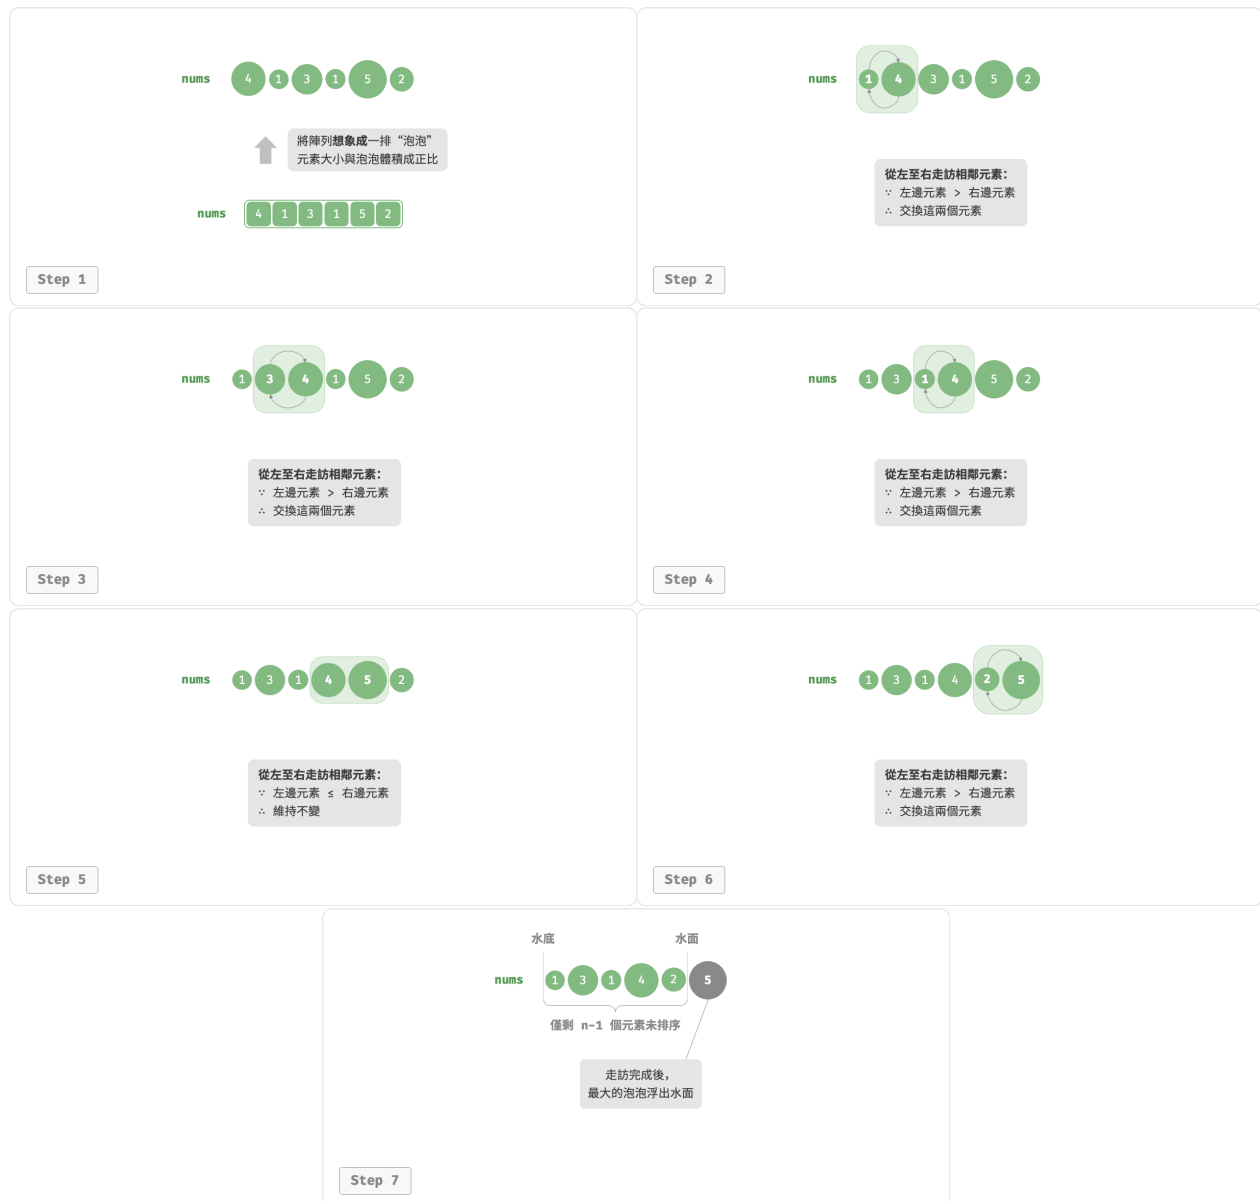 nums 4 1 3 1 5 2
將陣列想象成一排“泡泡”
元素大小與泡泡體積成正比
nums 4 1 3 1 5 2
Step 1
nums 1 4 3 1 5 2
從左至右走訪相鄰元素：
∵ 左邊元素 > 右邊元素
∴ 交換這兩個元素
Step 2
nums 1 3 4 1 5 2
從左至右走訪相鄰元素：
∵ 左邊元素 > 右邊元素
∴ 交換這兩個元素
Step 3
nums 1 3 1 4 5 2
從左至右走訪相鄰元素：
∵ 左邊元素 > 右邊元素
∴ 交換這兩個元素
Step 4
nums 1 3 1 4 5 2
從左至右走訪相鄰元素：
∵ 左邊元素 ≤ 右邊元素
∴ 維持不變
Step 5
nums 1 3 1 4 2 5
從左至右走訪相鄰元素：
∵ 左邊元素 > 右邊元素
∴ 交換這兩個元素
Step 6
水底 水面
nums 1 3 1 4 2 5
僅剩 n-1 個元素未排序
走訪完成後，
最大的泡泡浮出水面
Step 7